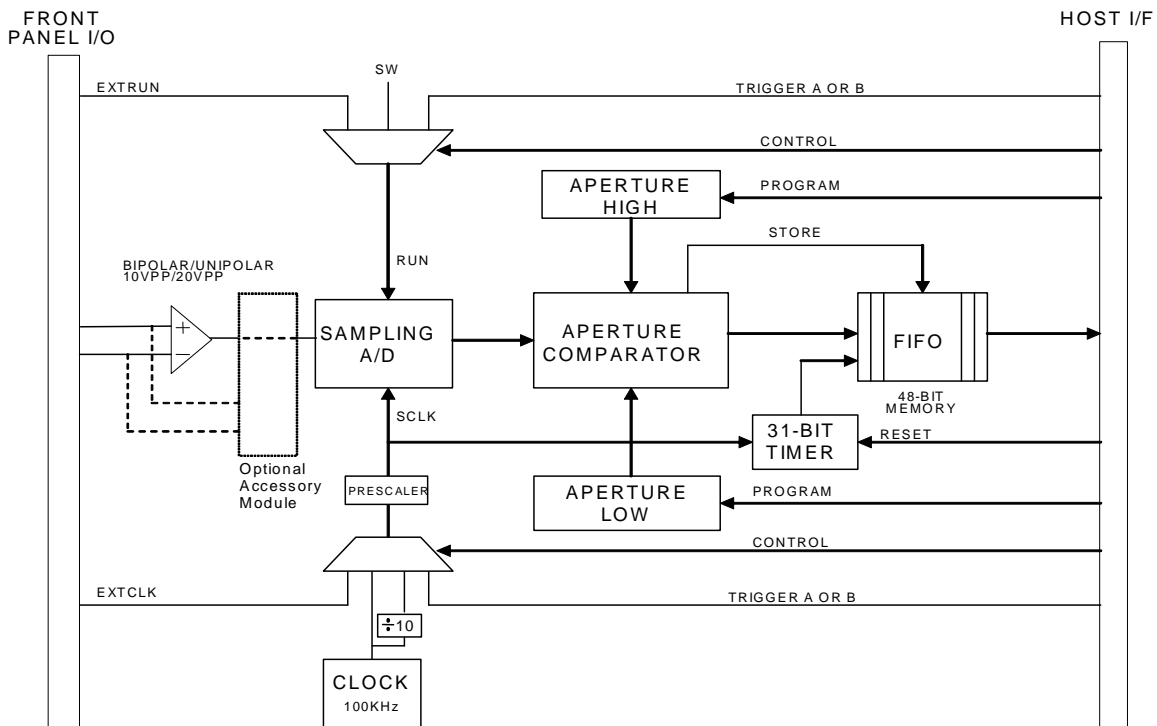 FRONT
PANEL I/O
HOST I/F
SW
EXTRUN
TRIGGER A OR B
CONTROL
APERTURE
HIGH
PROGRAM
STORE
RUN
BIPOLAR/UNIPOLAR
10VPP/20VPP
+
−
SAMPLING
A/D
APERTURE
COMPARATOR
FIFO
48-BIT
MEMORY
SCLK
31-BIT
TIMER
RESET
Optional
Accessory
Module
PRESCALER
APERTURE
LOW
PROGRAM
CONTROL
EXTCLK
TRIGGER A OR B
÷10
CLOCK
100KHz